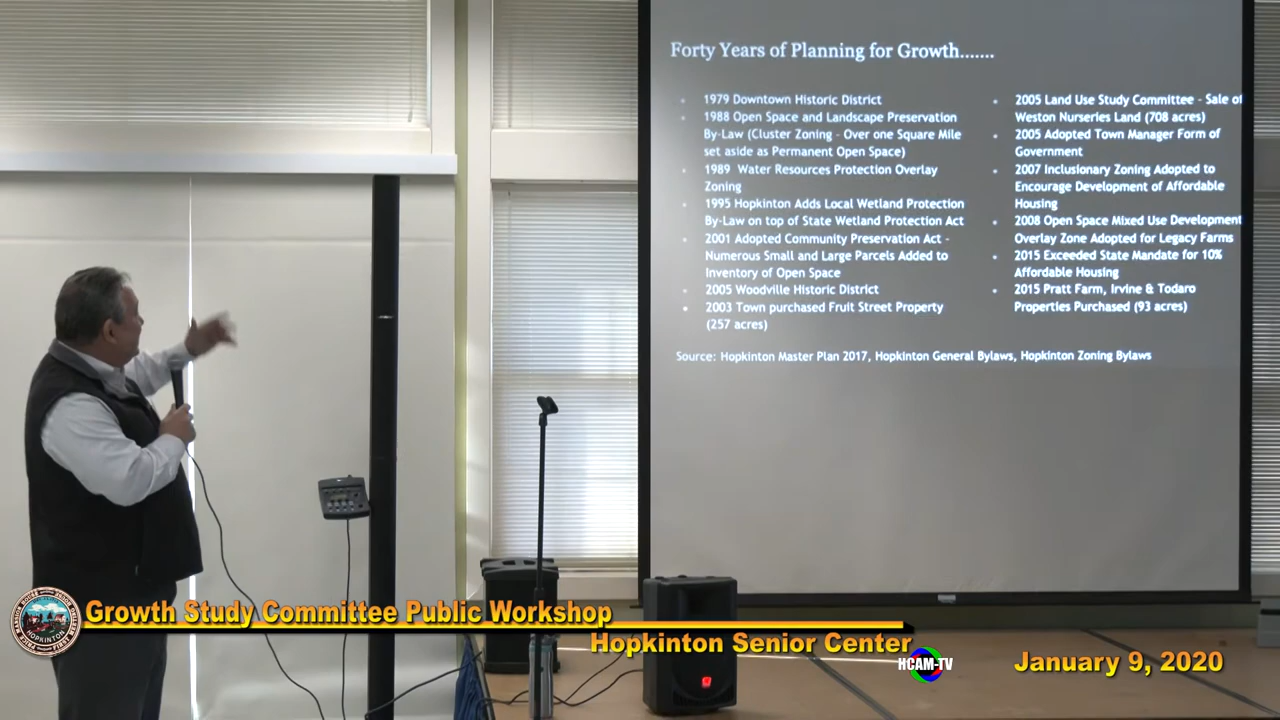 Forty Years of Planning for Growth.......
1979 Downtown Historic District
1988 Open Space and Landscape Preservation
By-Law (Cluster Zoning - Over one Square Mile
set aside as Permanent Open Space)
1989 Water Resources Protection Overlay
Zoning
1995 Hopkinton Adds Local Wetland Protection
By-Law on top of State Wetland Protection Act
2001 Adopted Community Preservation Act -
Numerous Small and Large Parcels Added to
Inventory of Open Space
2005 Woodville Historic District
2003 Town purchased Fruit Street Property
(257 acres)
2005 Land Use Study Committee - Sale of
Weston Nurseries Land (708 acres)
2005 Adopted Town Manager Form of
Government
2007 Inclusionary Zoning Adopted to
Encourage Development of Affordable
Housing
2008 Open Space Mixed Use Development
Overlay Zone Adopted for Legacy Farms
2015 Exceeded State Mandate for 10%
Affordable Housing
2015 Pratt Farm, Irvine & Todaro
Properties Purchased (93 acres)
Source: Hopkinton Master Plan 2017, Hopkinton General Bylaws, Hopkinton Zoning Bylaws
Growth Study Committee Public Workshop
Hopkinton Senior Center
HCAM-TV
January 9, 2020
HOPKINTON